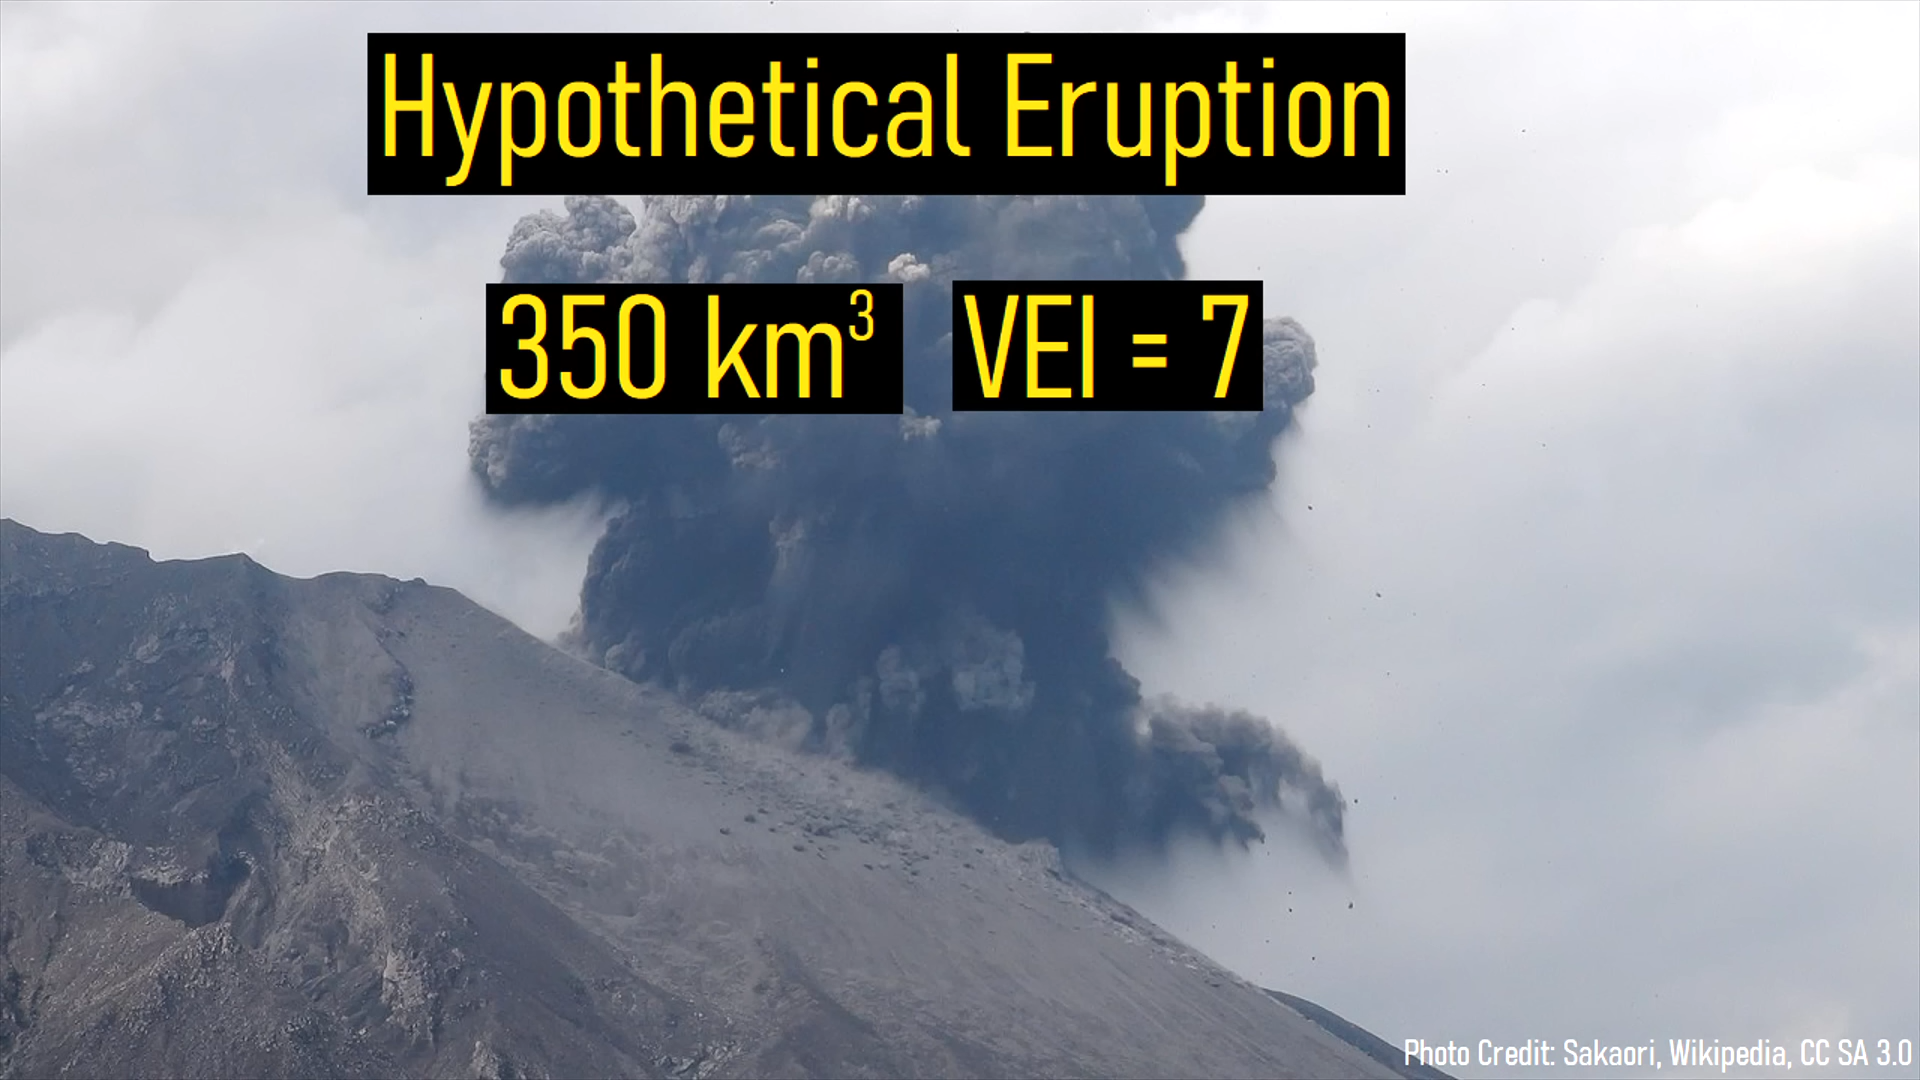 Hypothetical Eruption
350 km³ VEI = 7
Photo Credit: Sakaori, Wikipedia, CC SA 3.0